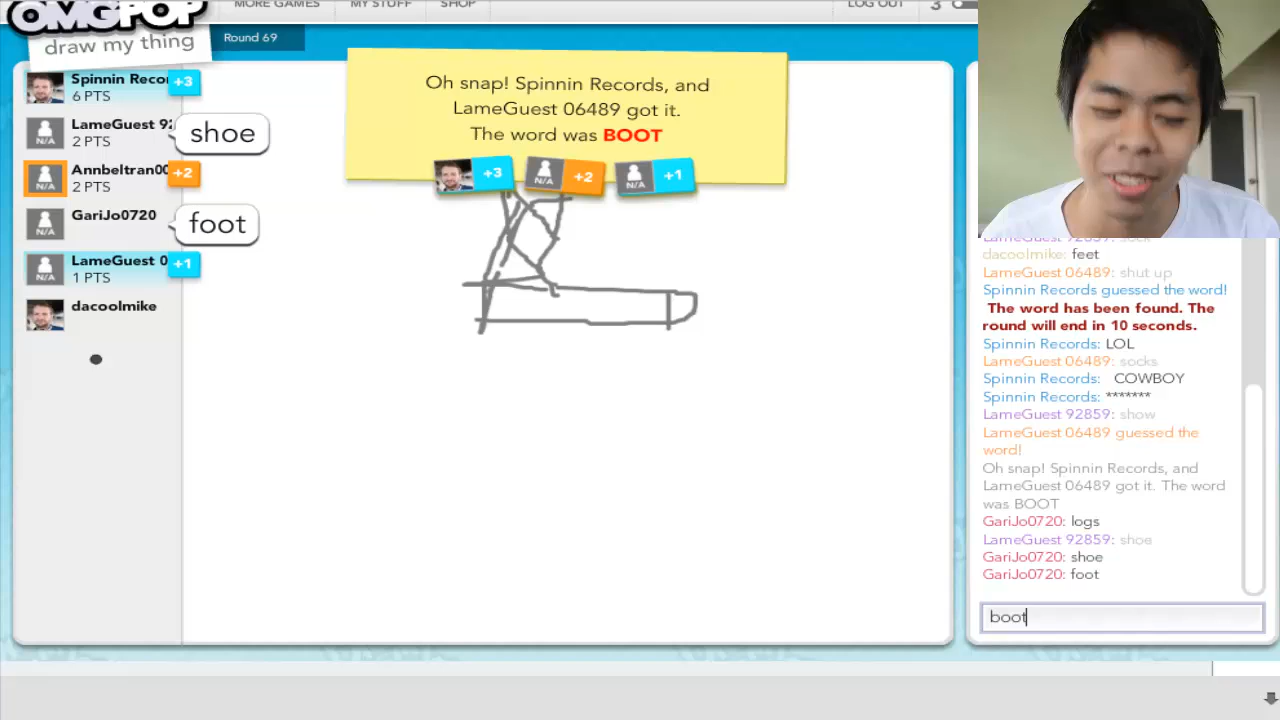 OMGPOP
draw my thing
MORE GAMES
MY STUFF
SHOP
LOG OUT
3
Round 69
Spinnin Recor
6 PTS
+3
LameGuest 92
2 PTS
shoe
Annbeltran00
2 PTS
+2
GariJo0720
foot
LameGuest 0
1 PTS
+1
dacoolmike
N/A
N/A
N/A
N/A
Oh snap! Spinnin Records, and
LameGuest 06489 got it.
The word was BOOT
+3
N/A
+2
N/A
+1
LameGuest 92859: sock
dacoolmike: feet
LameGuest 06489: shut up
Spinnin Records guessed the word!
The word has been found. The
round will end in 10 seconds.
Spinnin Records: LOL
LameGuest 06489: socks
Spinnin Records: COWBOY
Spinnin Records: *******
LameGuest 92859: show
LameGuest 06489 guessed the
word!
Oh snap! Spinnin Records, and
LameGuest 06489 got it. The word
was BOOT
GariJo0720: logs
LameGuest 92859: shoe
GariJo0720: shoe
GariJo0720: foot
boot